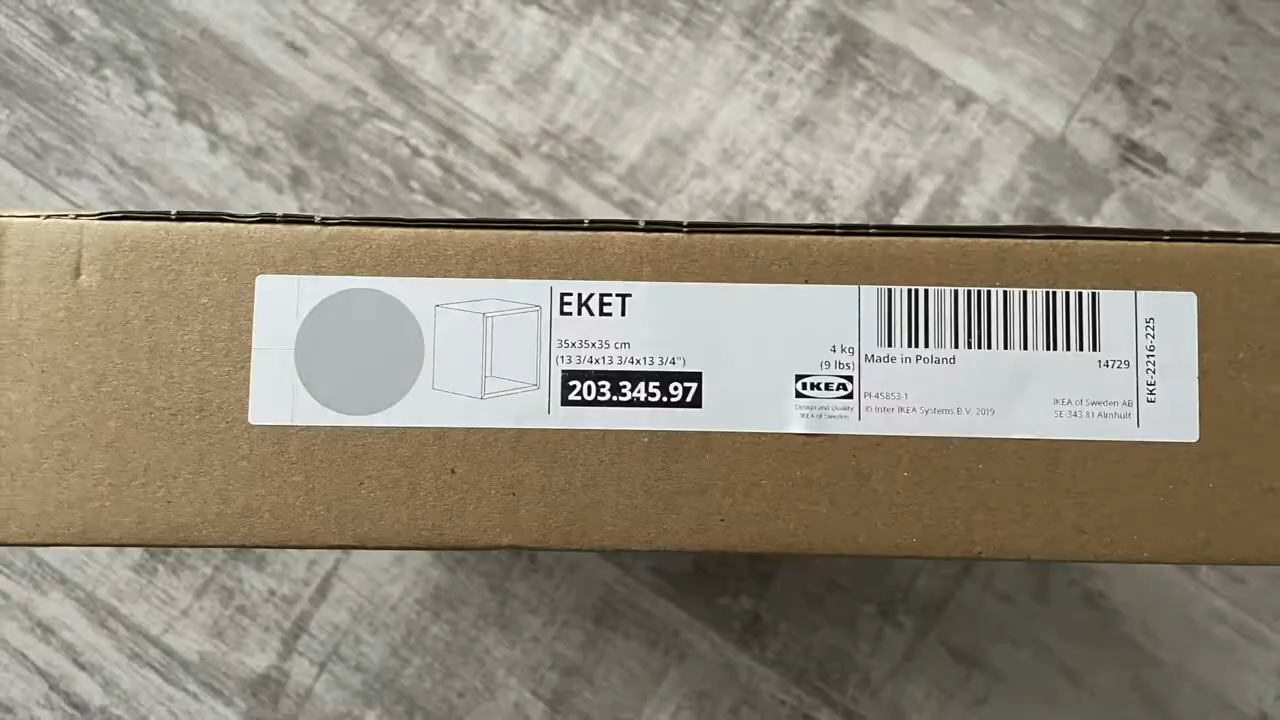 EKET
35x35x35 cm
(13 3/4x13 3/4x13 3/4")
203.345.97
4 kg
(9 lbs)
IKEA
Design and Quality
IKEA of Sweden
Made in Poland
14729
PI-45853-1
© Inter IKEA Systems B.V. 2019
IKEA of Sweden AB
SE-343 81 Älmhult
EKE-2216-225